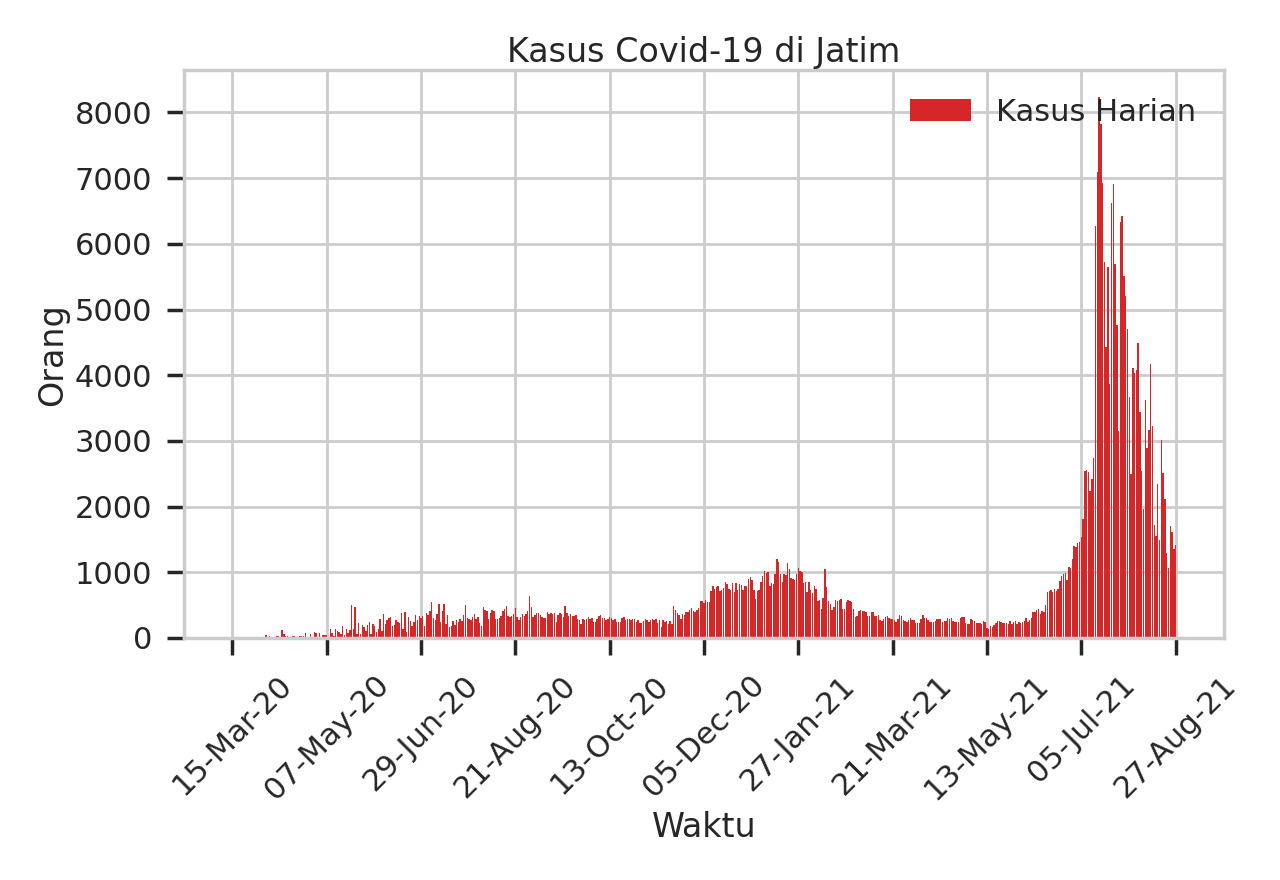 Kasus Covid-19 di Jatim
Kasus Harian
8000
7000
6000
5000
4000
3000
2000
1000
0
Orang
15-Mar-20
07-May-20
29-Jun-20
21-Aug-20
13-Oct-20
05-Dec-20
27-Jan-21
21-Mar-21
13-May-21
05-Jul-21
27-Aug-21
Waktu